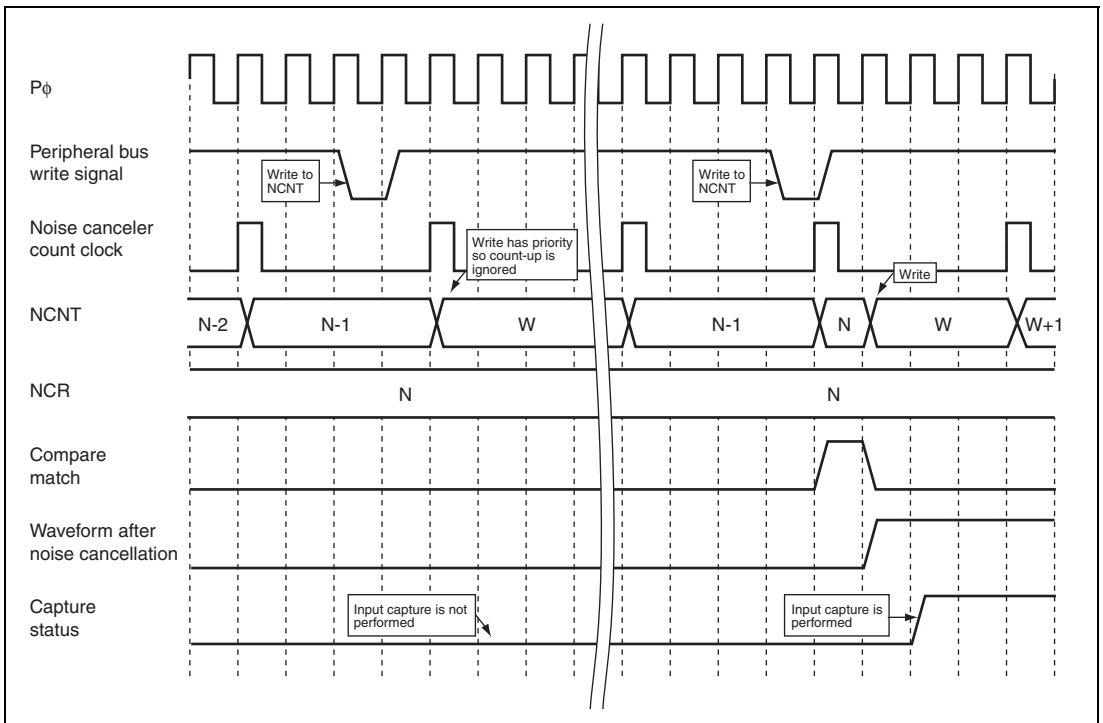 Pϕ
Peripheral bus
write signal
Write to
NCNT
Write to
NCNT
Noise canceler
count clock
Write has priority
so count-up is
ignored
Write
NCNT
N-2
N-1
W
N-1
N
W
W+1
NCR
N
N
Compare
match
Waveform after
noise cancellation
Capture
status
Input capture is not
performed
Input capture is
performed